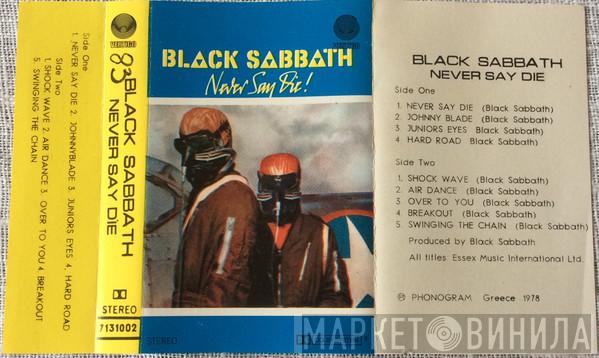 VERTIGO
Side One
1. NEVER SAY DIE 2. JOHNNYBLADE 3. JUNIORS EYES 4. HARD ROAD
Side Two
1. SHOCK WAVE 2. AIR DANCE 3 OVER TO YOU 4. BREAKOUT
5. SWINGING THE CHAIN
83
BLACK SABBATH
NEVER SAY DIE
STEREO
7131002
BLACK SABBATH
Never Say Die!
STEREO
BLACK SABBATH
NEVER SAY DIE
Side One
1. NEVER SAY DIE (Black Sabbath)
2. JOHNNY BLADE (Black Sabbath)
3. JUNIORS EYES Black Sabbath)
4 HARD ROAD Black Sabbath)
Side Two
1. SHOCK WAVE (Black Sabbath)
2. AIR DANCE (Black Sabbath)
3. OVER TO YOU (Black Sabbath)
4. BREAKOUT (Black Sabbath)
5. SWINGING THE CHAIN (Black Sabbath)
Produced by Black Sabbath
All titles: Essex Music International Ltd.
℗ PHONOGRAM Greece 1978
МАРКЕТ ВИНИЛА